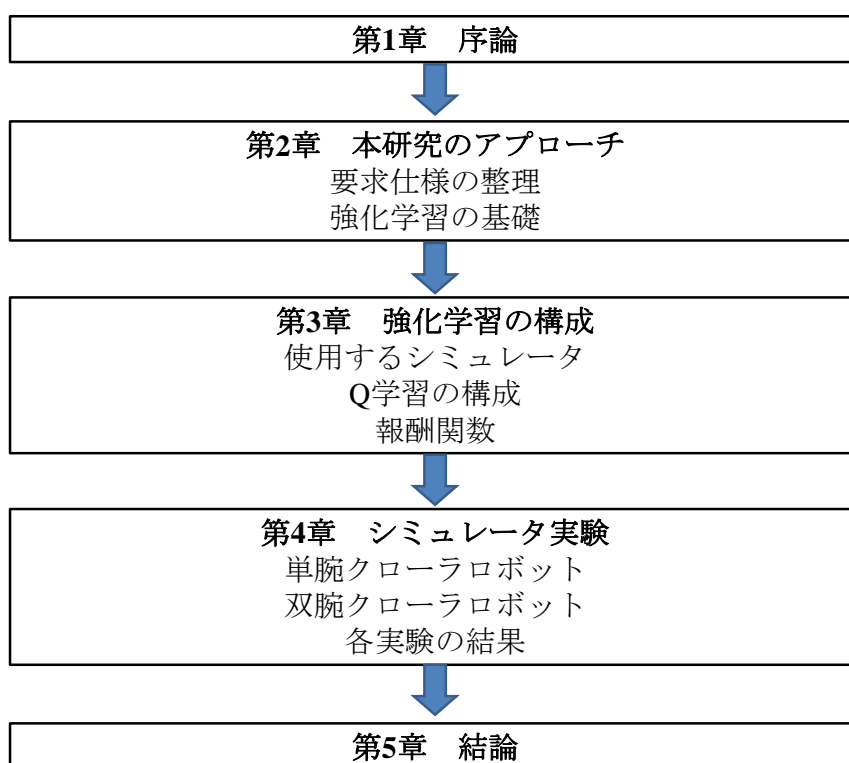 第1章　序論
第2章　本研究のアプローチ
要求仕様の整理
強化学習の基礎
第3章　強化学習の構成
使用するシミュレータ
Q学習の構成
報酬関数
第4章　シミュレータ実験
単腕クローラロボット
双腕クローラロボット
各実験の結果
第5章　結論